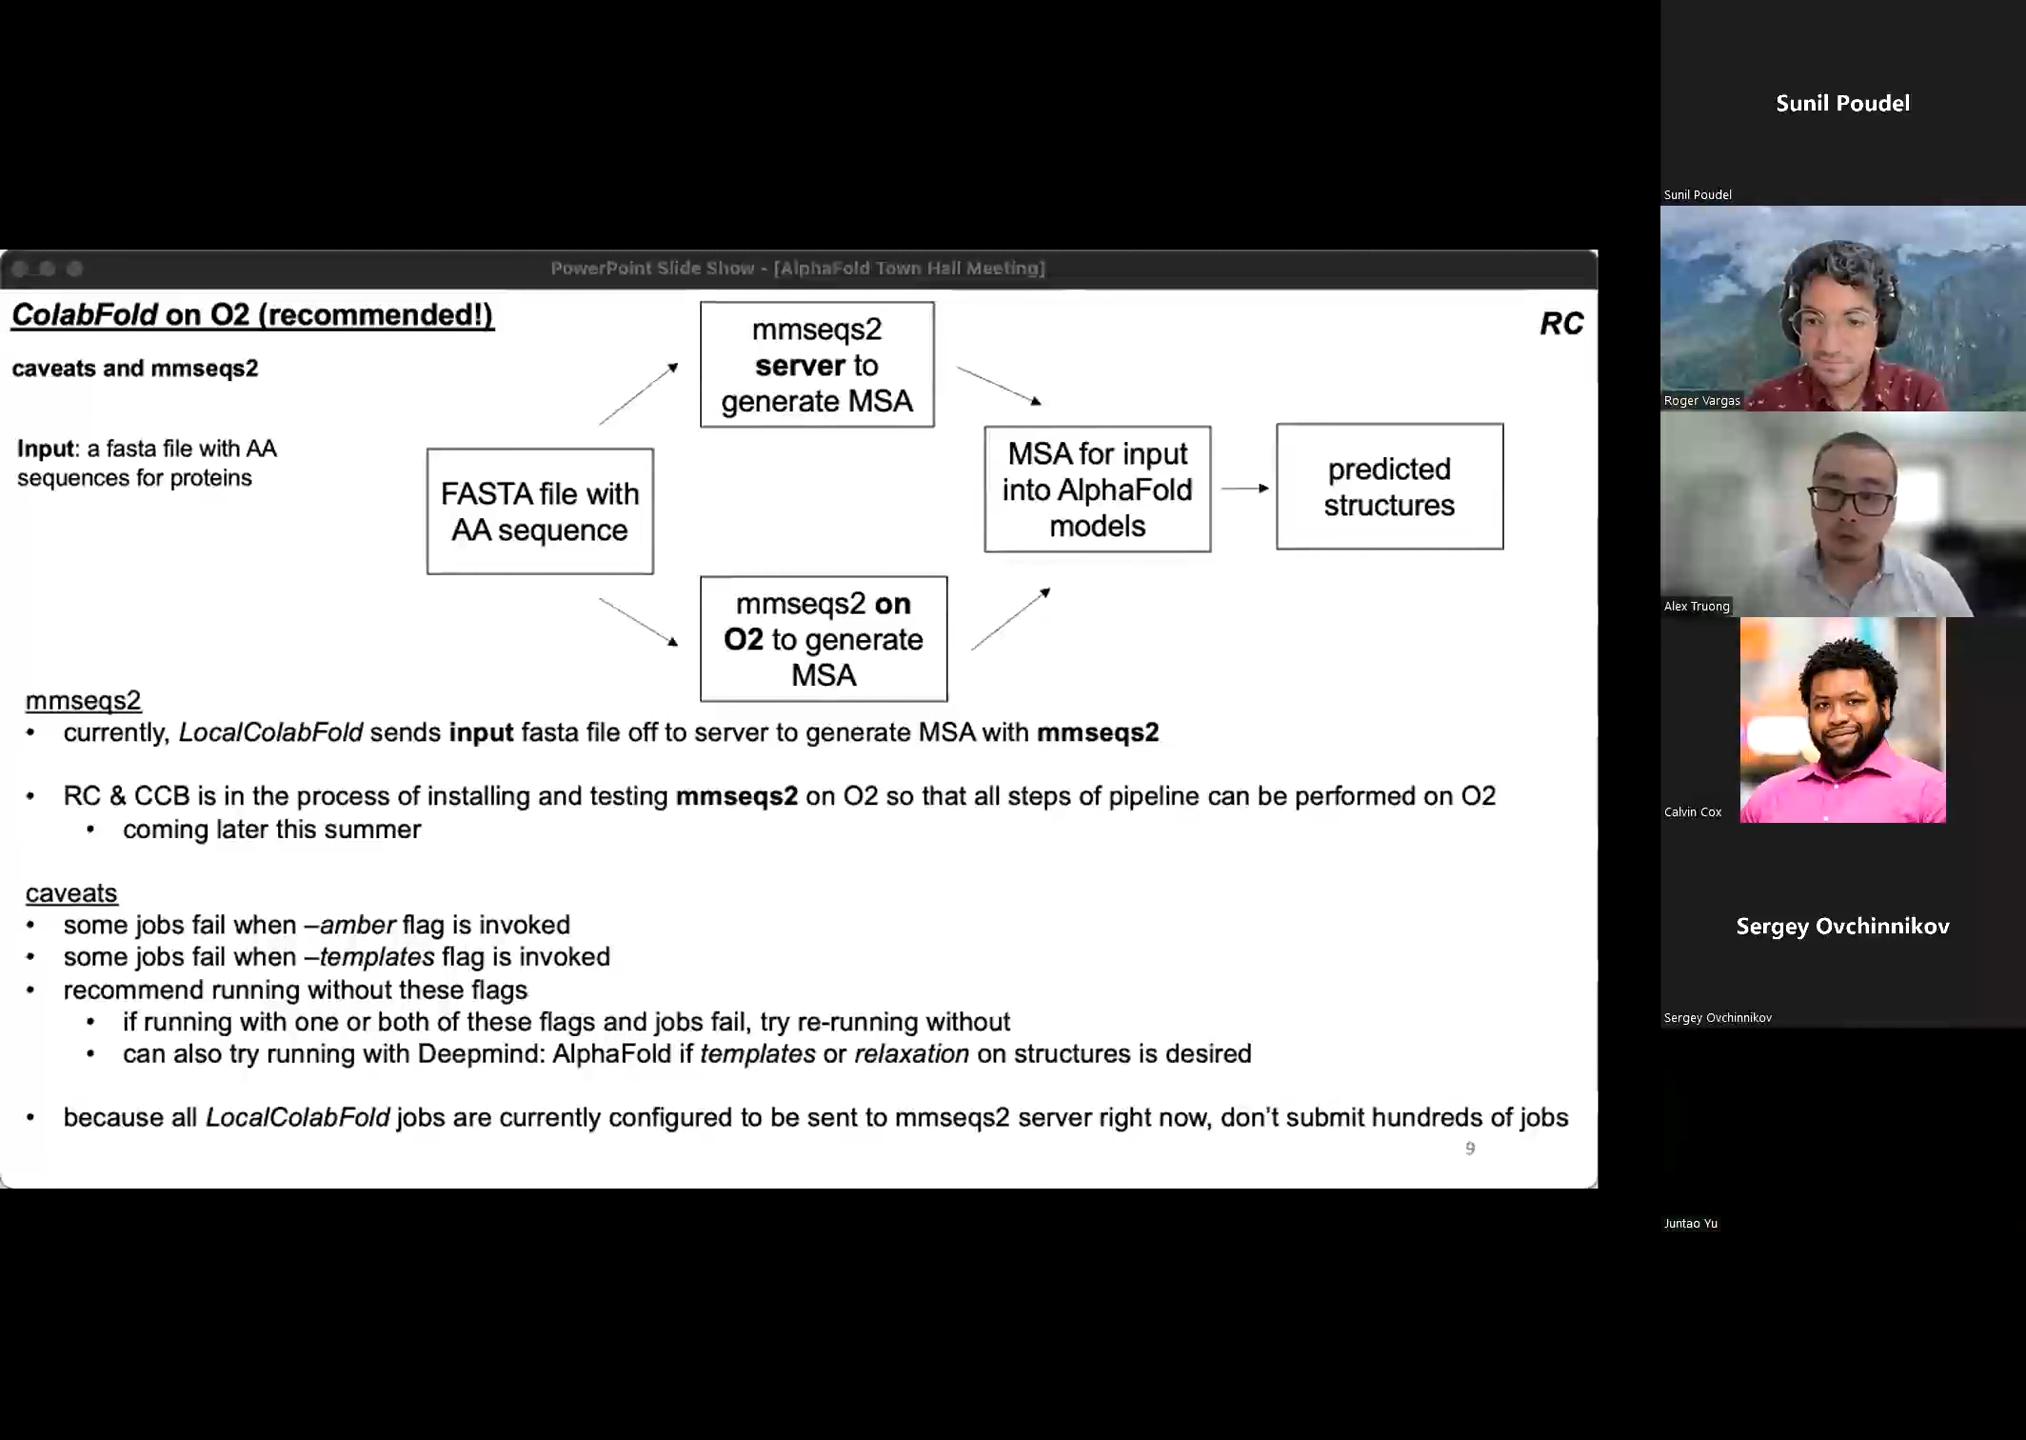 PowerPoint Slide Show - [AlphaFold Town Hall Meeting]
ColabFold on O2 (recommended!)
RC
caveats and mmseqs2
Input: a fasta file with AA
sequences for proteins
FASTA file with
AA sequence
mmseqs2
server to
generate MSA
mmseqs2 on
O2 to generate
MSA
MSA for input
into AlphaFold
models
predicted
structures
mmseqs2
• currently, LocalColabFold sends input fasta file off to server to generate MSA with mmseqs2
• RC & CCB is in the process of installing and testing mmseqs2 on O2 so that all steps of pipeline can be performed on O2
• coming later this summer
caveats
• some jobs fail when –amber flag is invoked
• some jobs fail when –templates flag is invoked
• recommend running without these flags
• if running with one or both of these flags and jobs fail, try re-running without
• can also try running with Deepmind: AlphaFold if templates or relaxation on structures is desired
• because all LocalColabFold jobs are currently configured to be sent to mmseqs2 server right now, don't submit hundreds of jobs
9
Sunil Poudel
Sunil Poudel
Roger Vargas
Alex Truong
Calvin Cox
Sergey Ovchinnikov
Sergey Ovchinnikov
Juntao Yu